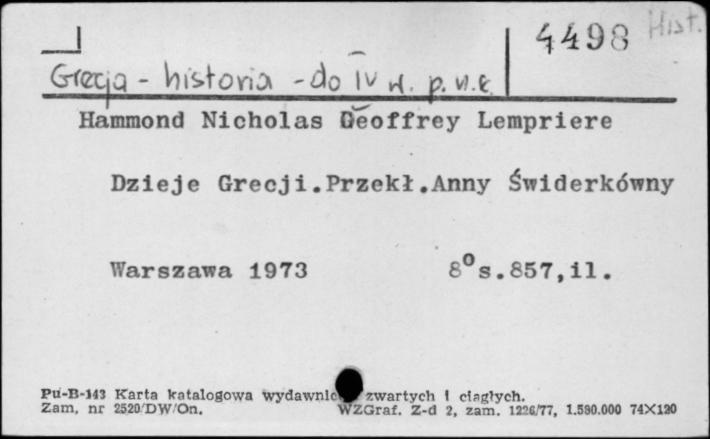 4498 Hist.
Grecja - historia - do IV w. p.n.e.
Hammond Nicholas Geoffrey Lempriere
Dzieje Grecji.Przekł.Anny Świderkówny
Warszawa 1973 8° s.857,il.
Pu-B-143 Karta katalogowa wydawnic zwartych i ciągłych.
Zam, nr 2520/DW/On. WZGraf. Z-d 2, zam. 1226/77, 1.580.000 74X120